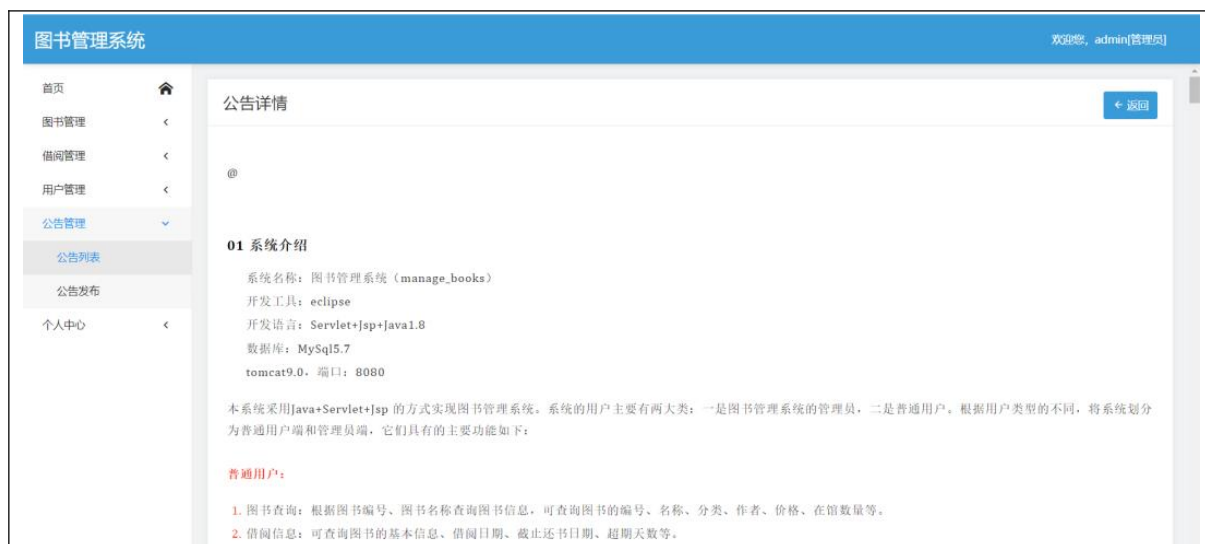 图书管理系统
欢迎您，admin[管理员]
首页
图书管理
借阅管理
用户管理
公告管理
公告列表
公告发布
个人中心
公告详情
返回
@
01 系统介绍
系统名称：图书管理系统（manage_books）
开发工具：eclipse
开发语言：Servlet+Jsp+Java1.8
数据库：MySql5.7
tomcat9.0，端口：8080
本系统采用Java+Servlet+Jsp 的方式实现图书管理系统。系统的用户主要有两大类：一是图书管理系统的管理员，二是普通用户。根据用户类型的不同，将系统划分
为普通用户端和管理员端，它们具有的主要功能如下：
普通用户：
1. 图书查询：根据图书编号、图书名称查询图书信息，可查询图书的编号、名称、分类、作者、价格、在馆数量等。
2. 借阅信息：可查询图书的基本信息、借阅日期、截止还书日期、超期天数等。